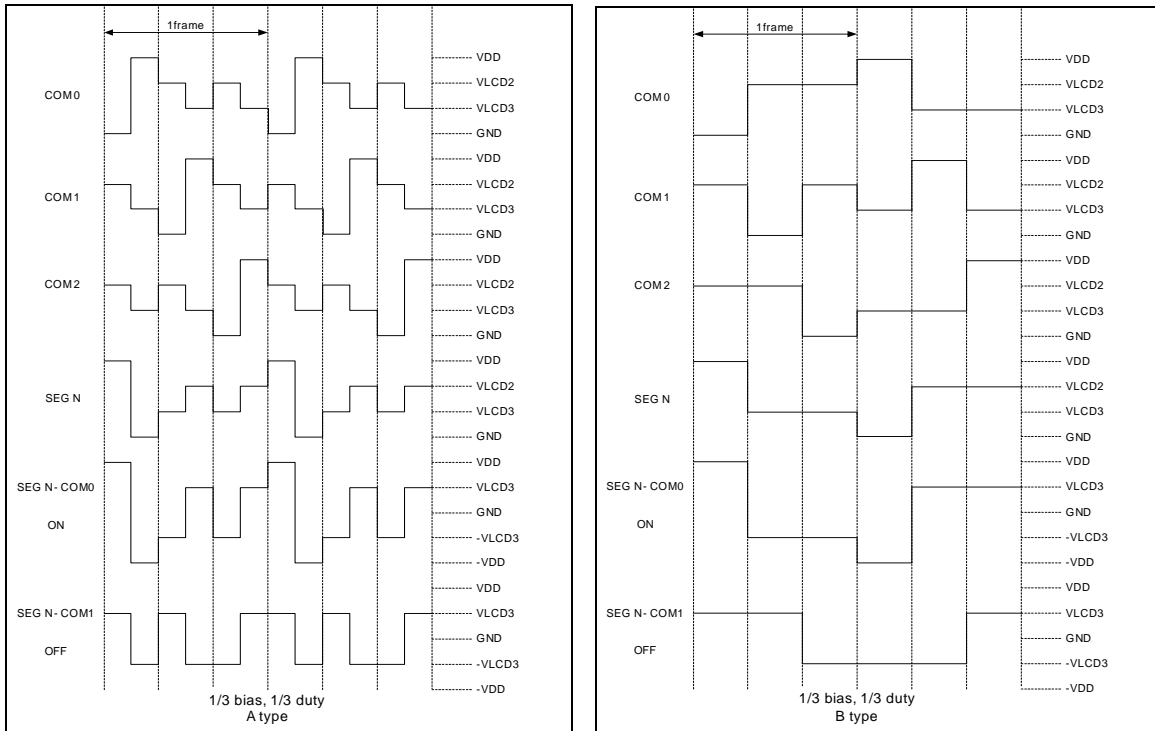 1frame
COM0
VDD
VLCD2
VLCD3
GND
COM1
VDD
VLCD2
VLCD3
GND
COM2
VDD
VLCD2
VLCD3
GND
SEG N
VDD
VLCD2
VLCD3
GND
SEG N- COM0
ON
VDD
VLCD3
GND
-VLCD3
-VDD
SEG N- COM1
OFF
VDD
VLCD3
GND
-VLCD3
-VDD
1/3 bias, 1/3 duty
A type
1frame
COM0
VDD
VLCD2
VLCD3
GND
COM1
VDD
VLCD2
VLCD3
GND
COM2
VDD
VLCD2
VLCD3
GND
SEG N
VDD
VLCD2
VLCD3
GND
SEG N- COM0
ON
VDD
VLCD3
GND
-VLCD3
-VDD
SEG N- COM1
OFF
VDD
VLCD3
GND
-VLCD3
-VDD
1/3 bias, 1/3 duty
B type